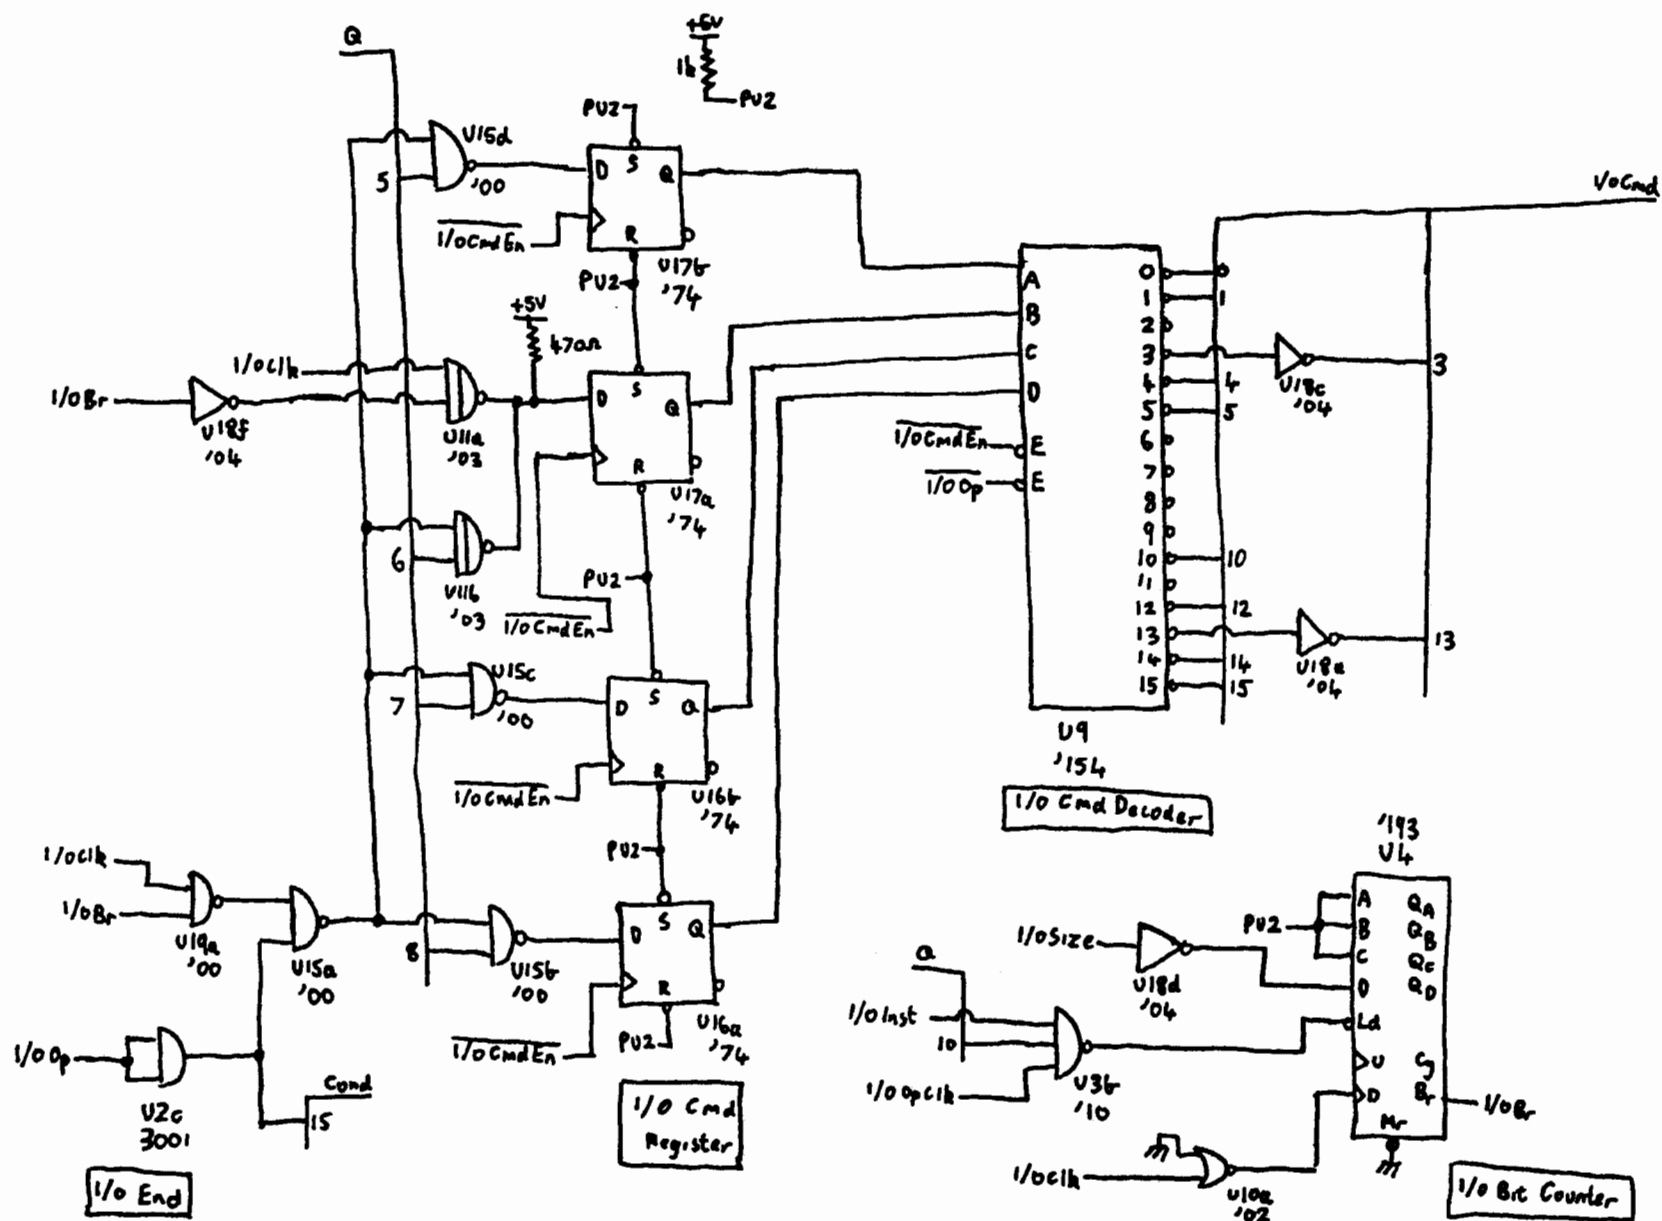 Q
+5V
1k
PU2
PU2
U15d
'00
5
D
S
Q
R
I/OCmdEn
U17b
'74
PU2
+5V
470Ω
I/OClk
I/OBr
U18f
'04
U11a
'03
D
S
Q
R
U17a
'74
6
U11b
'03
PU2
I/OCmdEn
U15c
'00
7
D
S
Q
R
I/OCmdEn
U16b
'74
PU2
I/OClk
I/OBr
U19a
'00
U15a
'00
8
U15b
'00
D
S
Q
R
I/OCmdEn
PU2
U16a
'74
I/O Op
U2c
3001
Cond
15
I/O End
I/O Cmd
Register
I/OCmd
A
B
C
D
I/OCmdEn
E
I/O Op
E
0
1
1
2
3
U18c
'04
3
4
4
5
5
6
7
8
9
10
10
11
12
12
13
U18e
'04
13
14
14
15
15
U9
'154
I/O Cmd Decoder
'193
U4
A
QA
PU2
B
QB
C
QC
I/OSize
U18d
'04
D
QD
Q
I/O Inst
10
I/O OpClk
U3b
'10
Ld
U
Cy
D
Br
I/OBr
Mr
I/OClk
U10a
'02
I/O Bit Counter